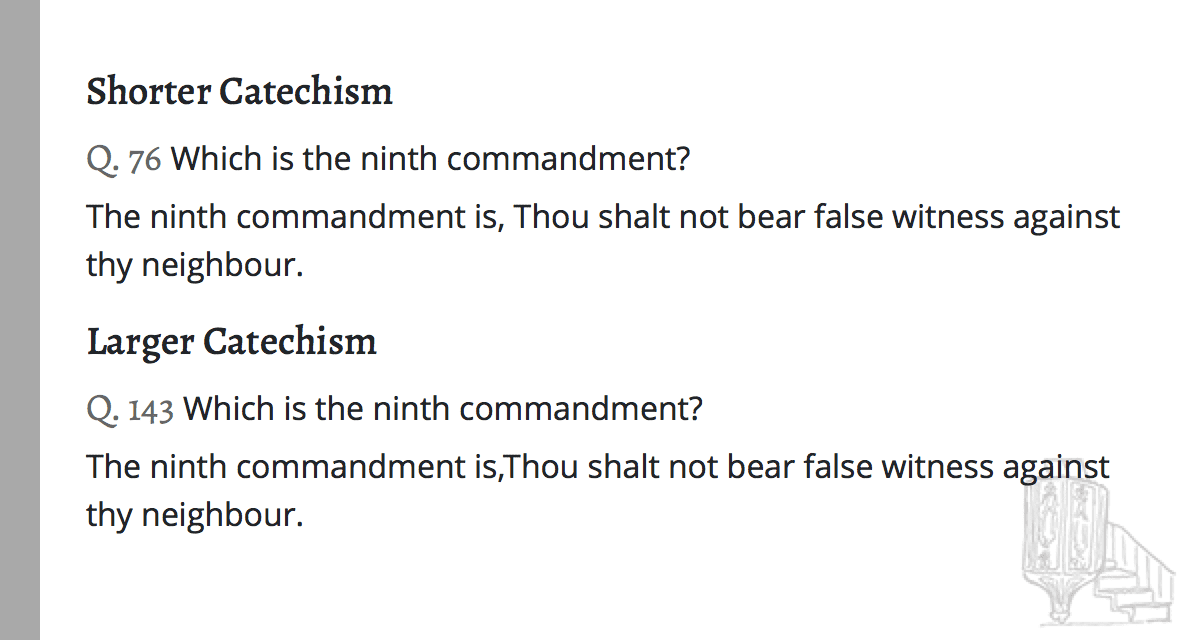 Shorter Catechism
Q. 76 Which is the ninth commandment?
The ninth commandment is, Thou shalt not bear false witness against
thy neighbour.
Larger Catechism
Q. 143 Which is the ninth commandment?
The ninth commandment is,Thou shalt not bear false witness against
thy neighbour.